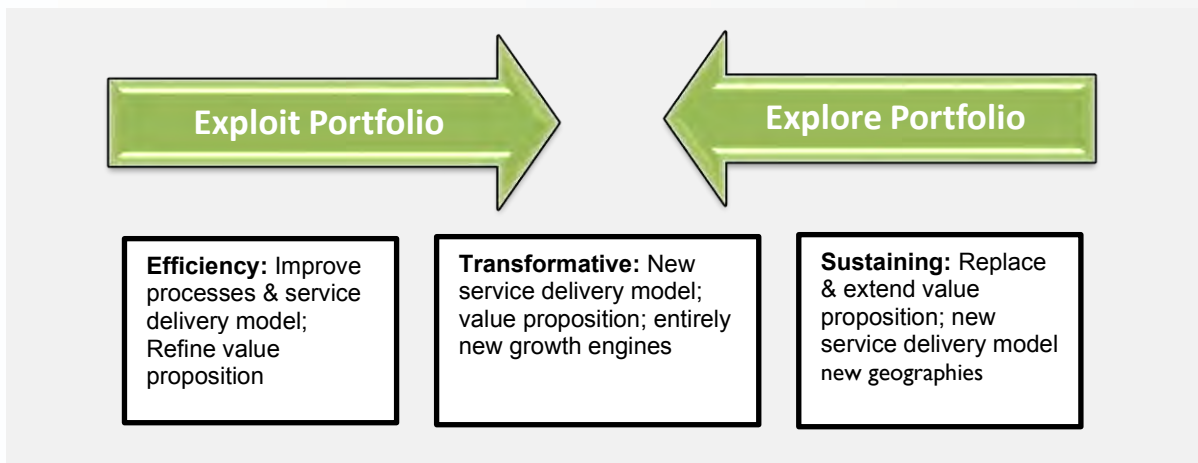 Exploit Portfolio
Explore Portfolio
Efficiency: Improve
processes & service
delivery model;
Refine value
proposition
Transformative: New
service delivery model;
value proposition; entirely
new growth engines
Sustaining: Replace
& extend value
proposition; new
service delivery model
new geographies